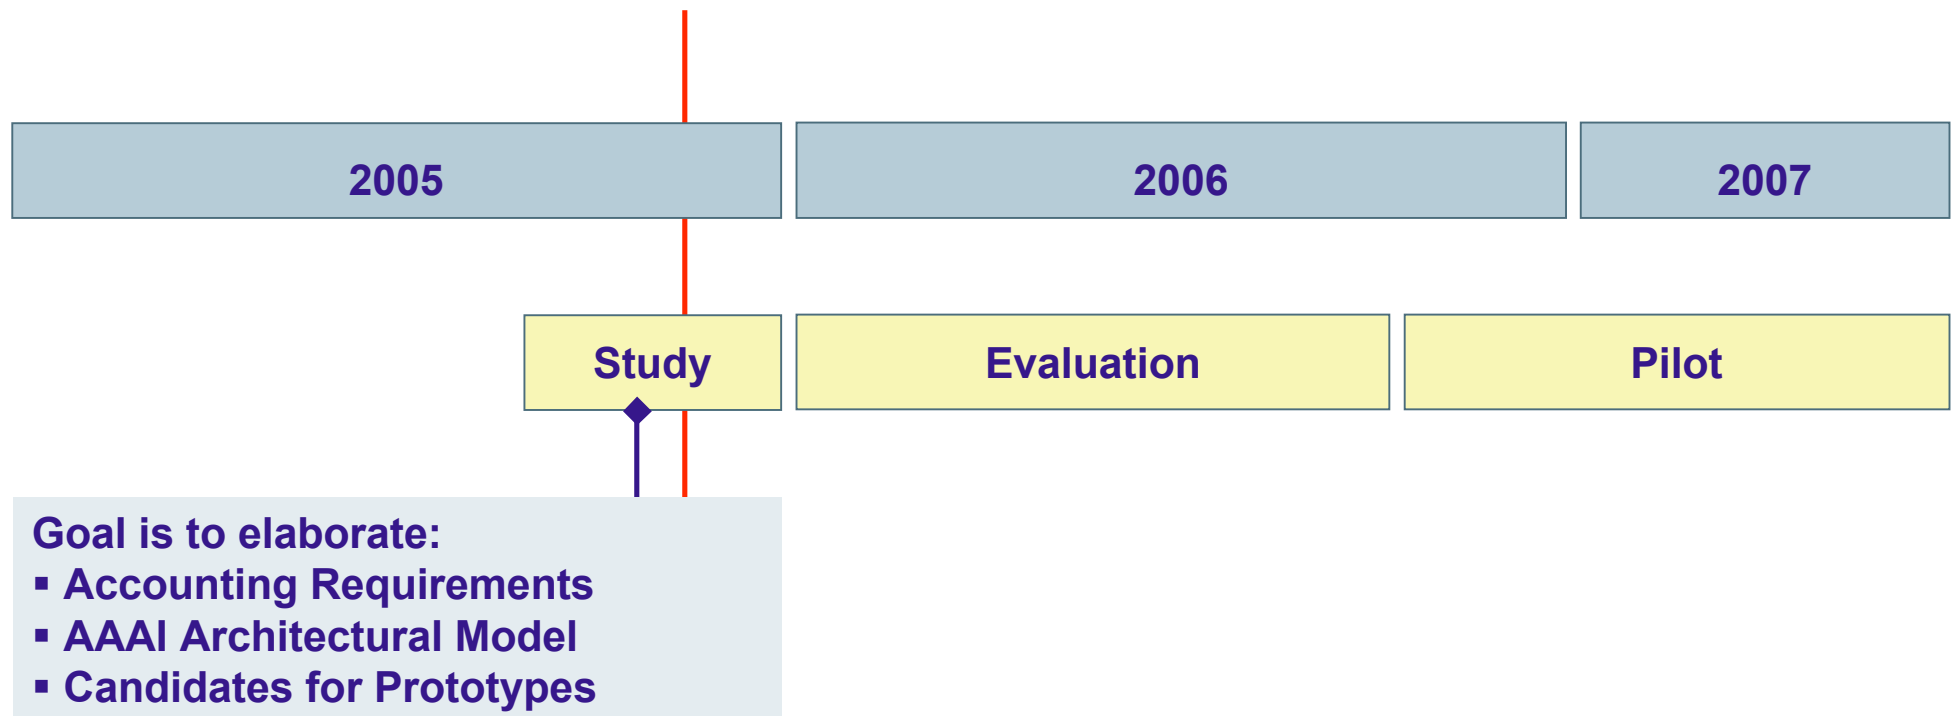 2005
2006
2007
Study
Evaluation
Pilot
Goal is to elaborate:
▪ Accounting Requirements
▪ AAAI Architectural Model
▪ Candidates for Prototypes